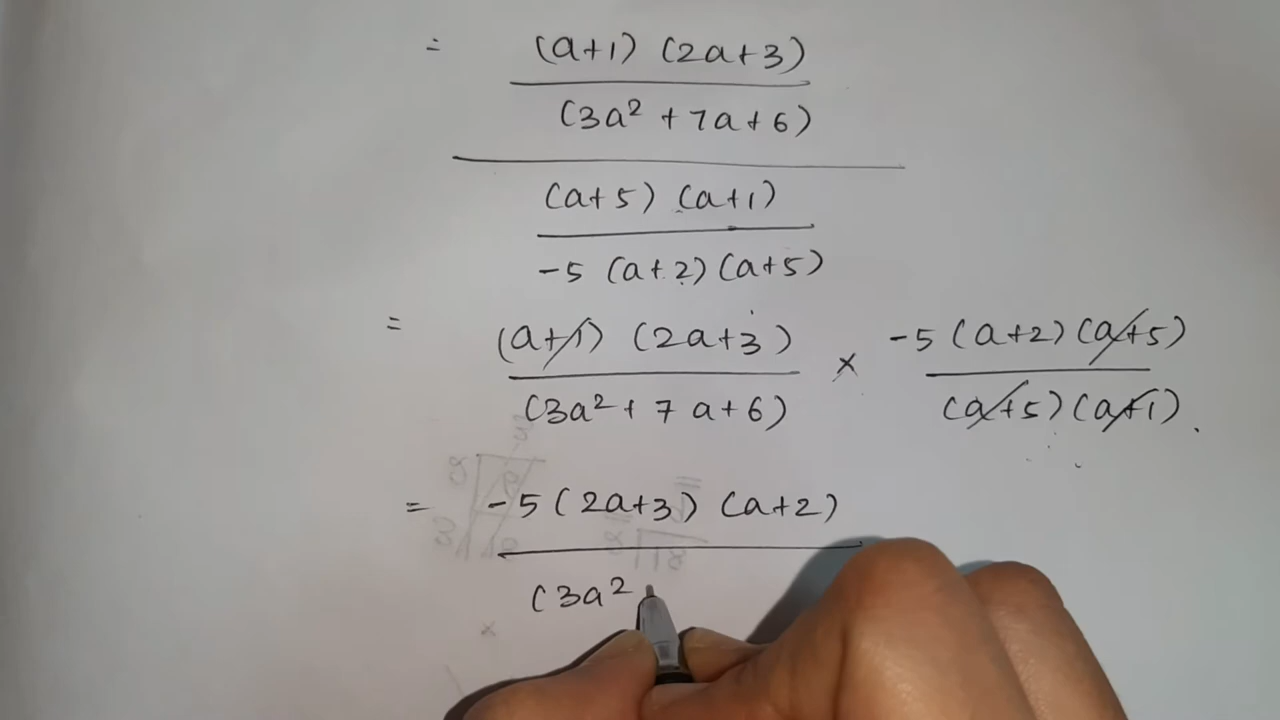 = (a+1) (2a+3)
(3a² + 7a+6)
(a+5) (a+1)
-5 (a+2) (a+5)
= (a+1) (2a+3) × -5 (a+2) (a+5)
(3a² + 7a+6) (a+5) (a+1).
= -5 (2a+3) (a+2)
(3a²